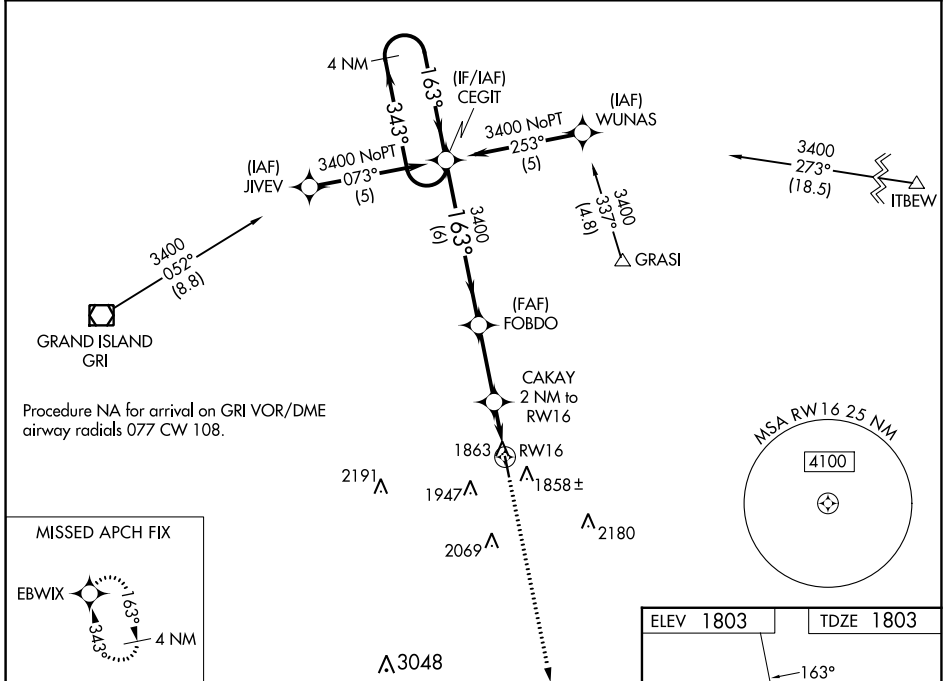 4 NM
163°
343°
(IF/IAF)
CEGIT
(IAF)
WUNAS
3400 NoPT
253°
(5)
3400
273°
(18.5)
ITBEW
(IAF)
JIVEV
3400 NoPT
073°
(5)
3400
337°
(4.8)
GRASI
3400
163°
(6)
3400
052°
(8.8)
GRAND ISLAND
GRI
(FAF)
FOBDO
CAKAY
2 NM to
RW16
Procedure NA for arrival on GRI VOR/DME
airway radials 077 CW 108.
1863
RW16
2191
1947
1858 ±
2069
2180
MSA RW16 25 NM
4100
MISSED APCH FIX
EBWIX
163°
343°
4 NM
3048
ELEV 1803
TDZE 1803
163°